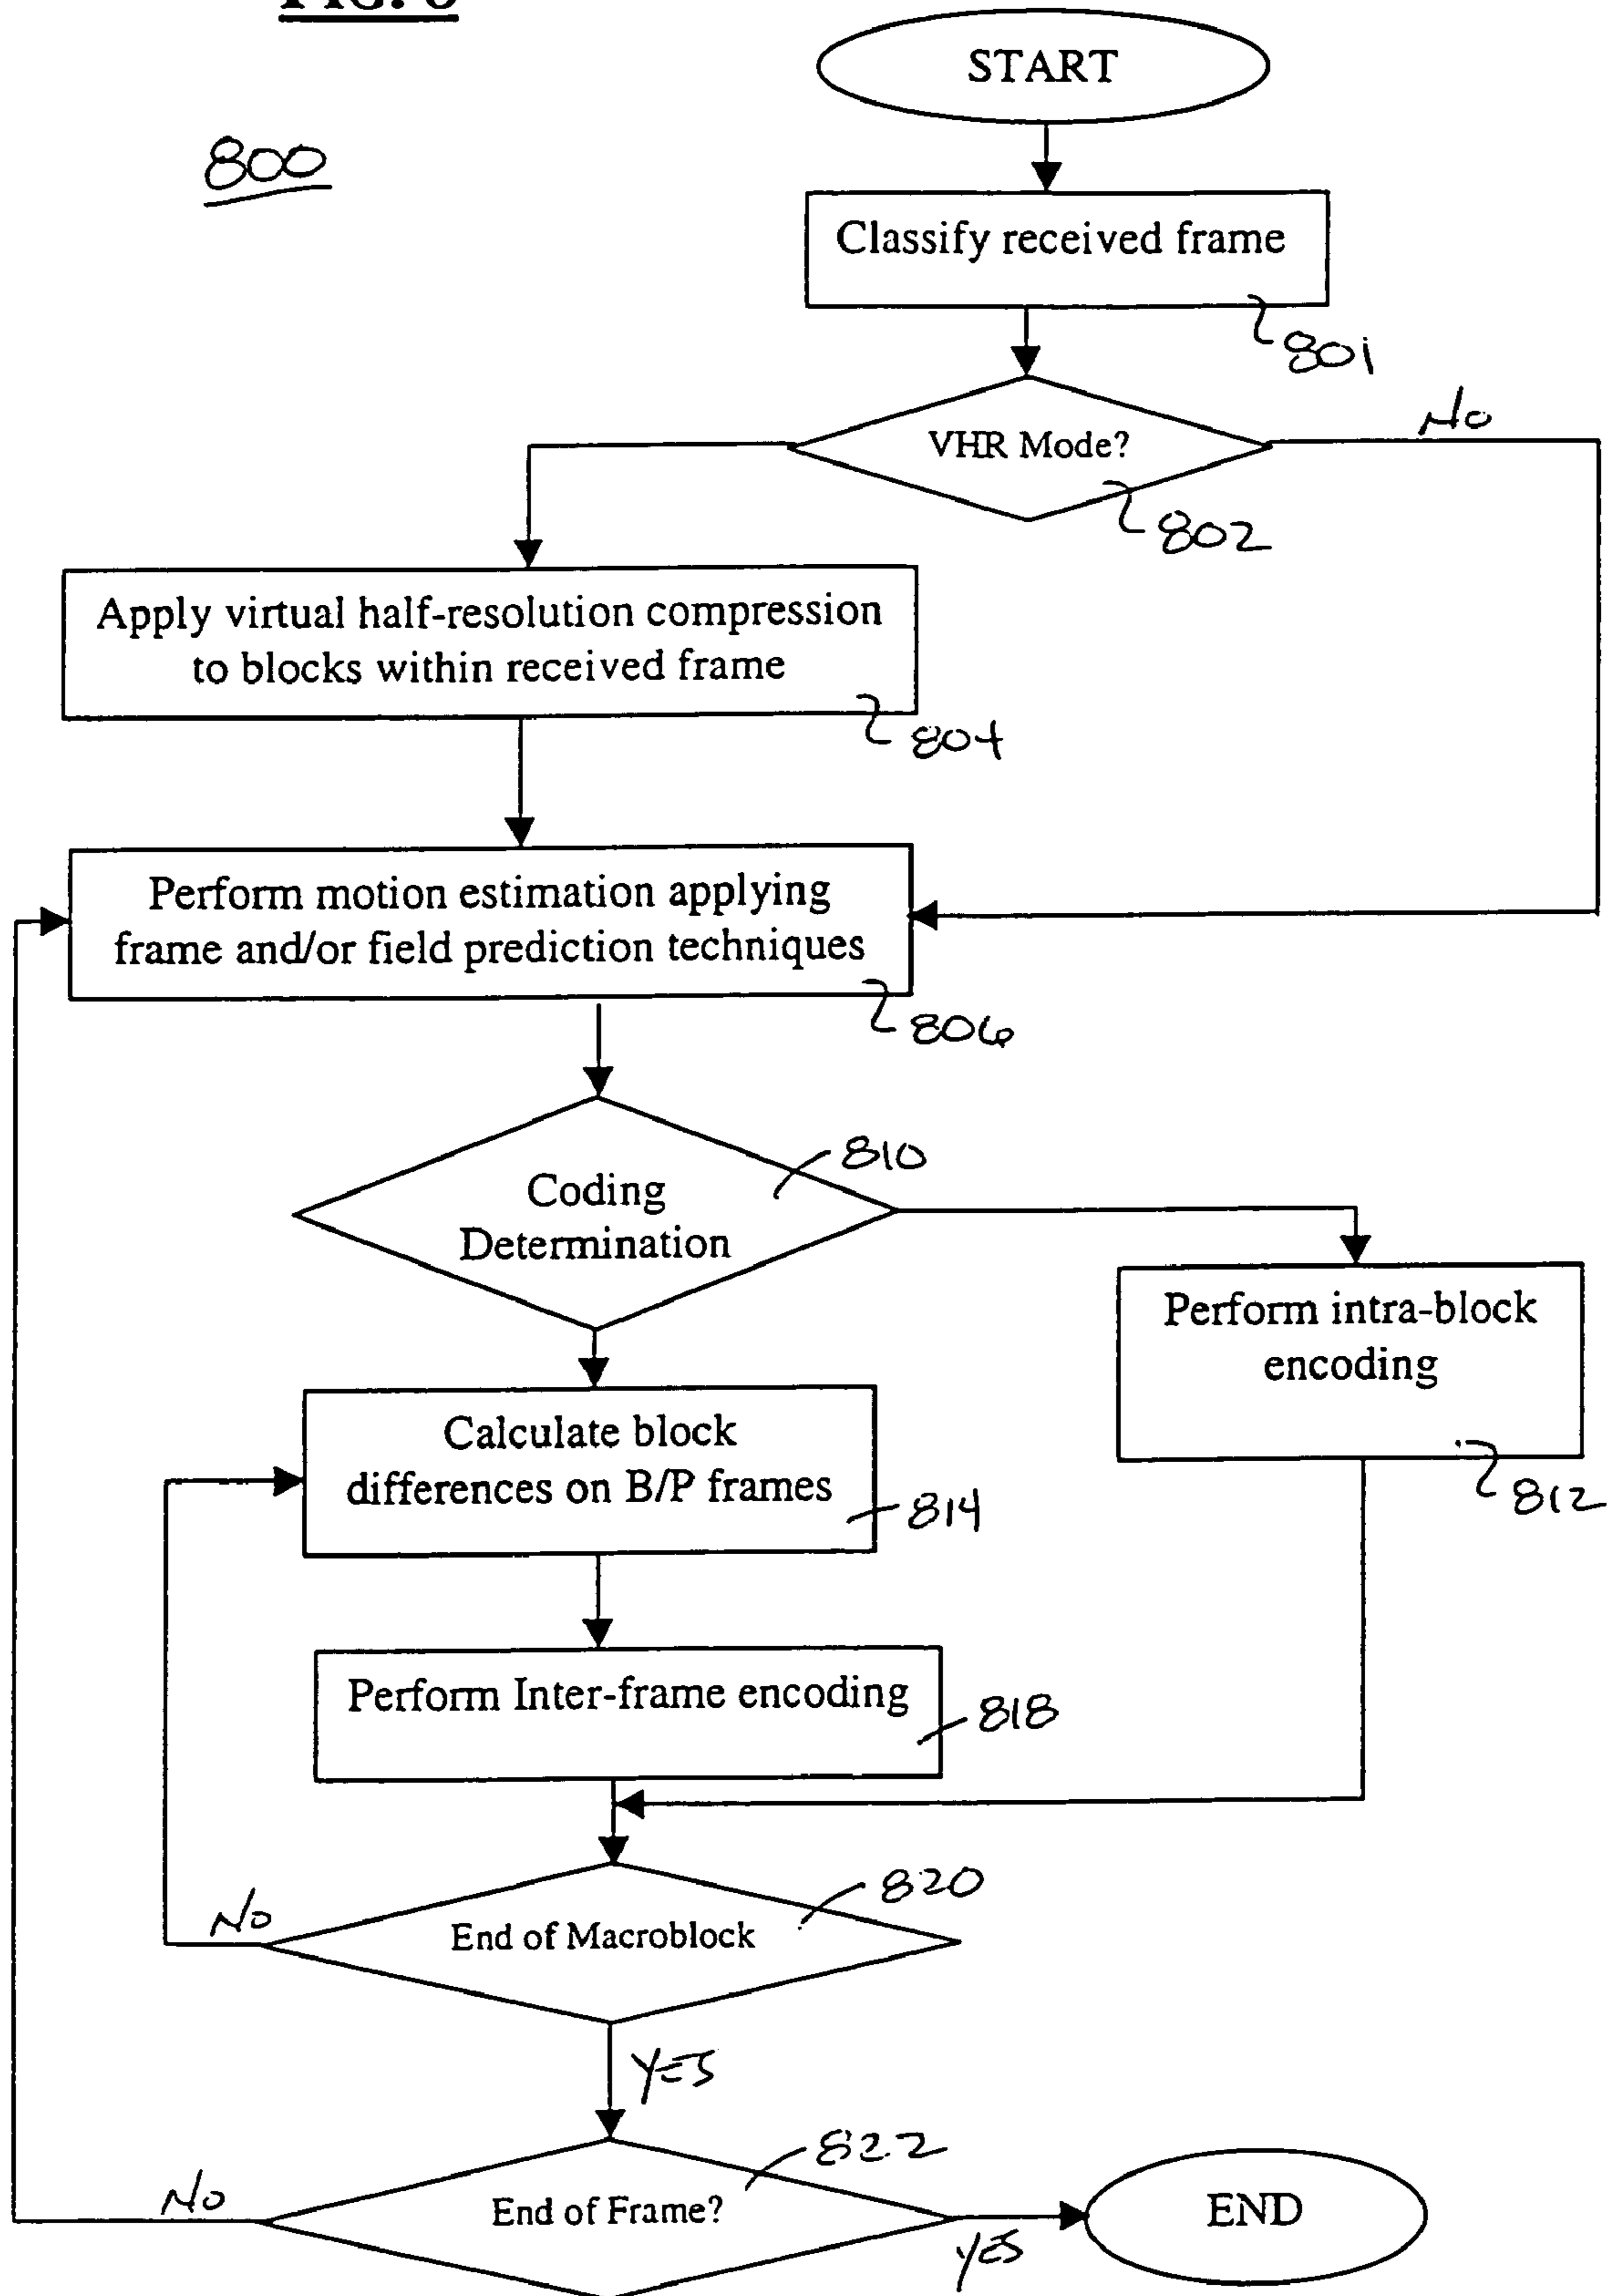 FIG. 8
800
START
Classify received frame
801
VHR Mode?
No
802
Apply virtual half-resolution compression
to blocks within received frame
804
Perform motion estimation applying
frame and/or field prediction techniques
806
810
Coding
Determination
Perform intra-block
encoding
812
Calculate block
differences on B/P frames
814
Perform Inter-frame encoding
818
820
End of Macroblock
No
YES
822
End of Frame?
No
YES
END